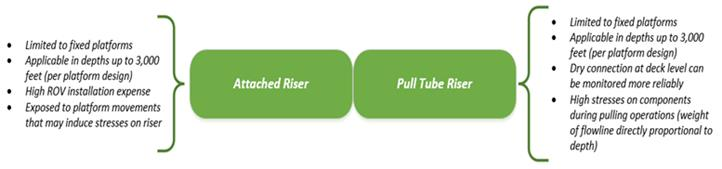 • Limited to fixed platforms
• Applicable in depths up to 3,000
feet (per platform design)
• High ROV installation expense
• Exposed to platform movements
that may induce stresses on riser
Attached Riser
Pull Tube Riser
• Limited to fixed platforms
• Applicable in depths up to 3,000
feet (per platform design)
• Dry connection at deck level can
be monitored more reliably
• High stresses on components
during pulling operations (weight
of flowline directly proportional to
depth)